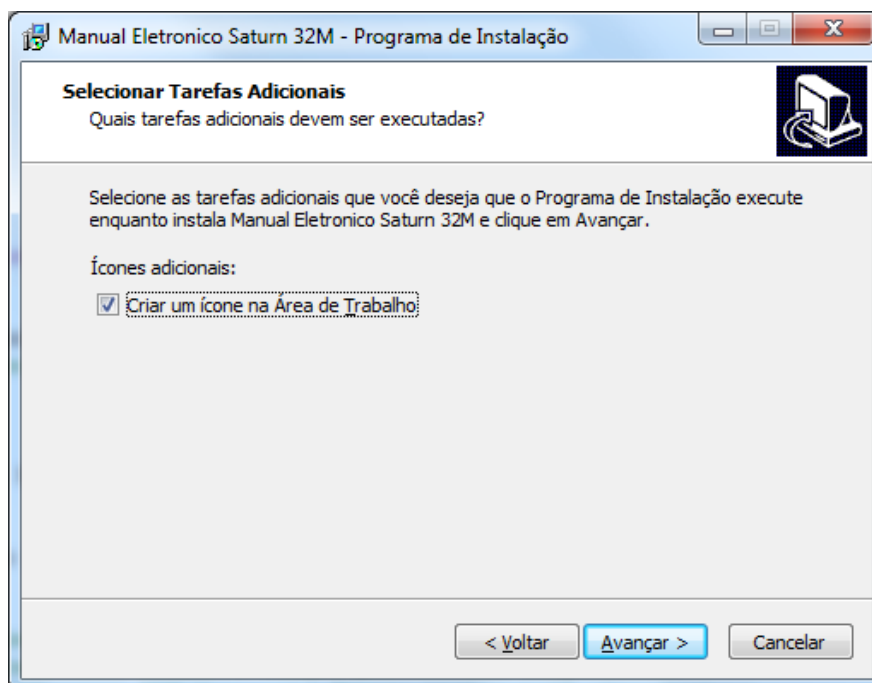 Manual Eletronico Saturn 32M - Programa de Instalação
Selecionar Tarefas Adicionais
Quais tarefas adicionais devem ser executadas?
Selecione as tarefas adicionais que você deseja que o Programa de Instalação execute
enquanto instala Manual Eletronico Saturn 32M e clique em Avançar.
Ícones adicionais:
Criar um ícone na Área de Trabalho
< Voltar
Avançar >
Cancelar